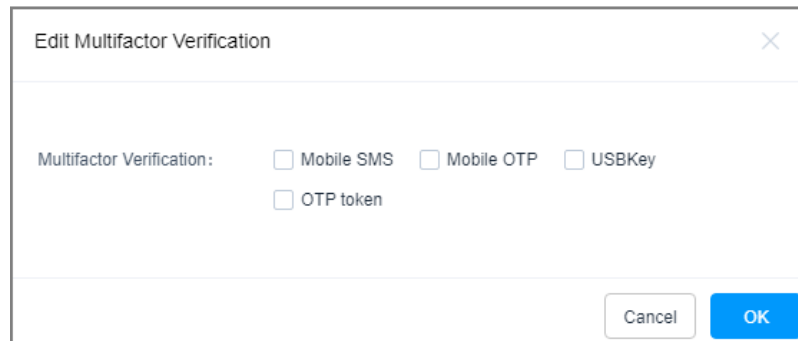 Edit Multifactor Verification
Multifactor Verification: Mobile SMS Mobile OTP USBKey
OTP token
Cancel OK